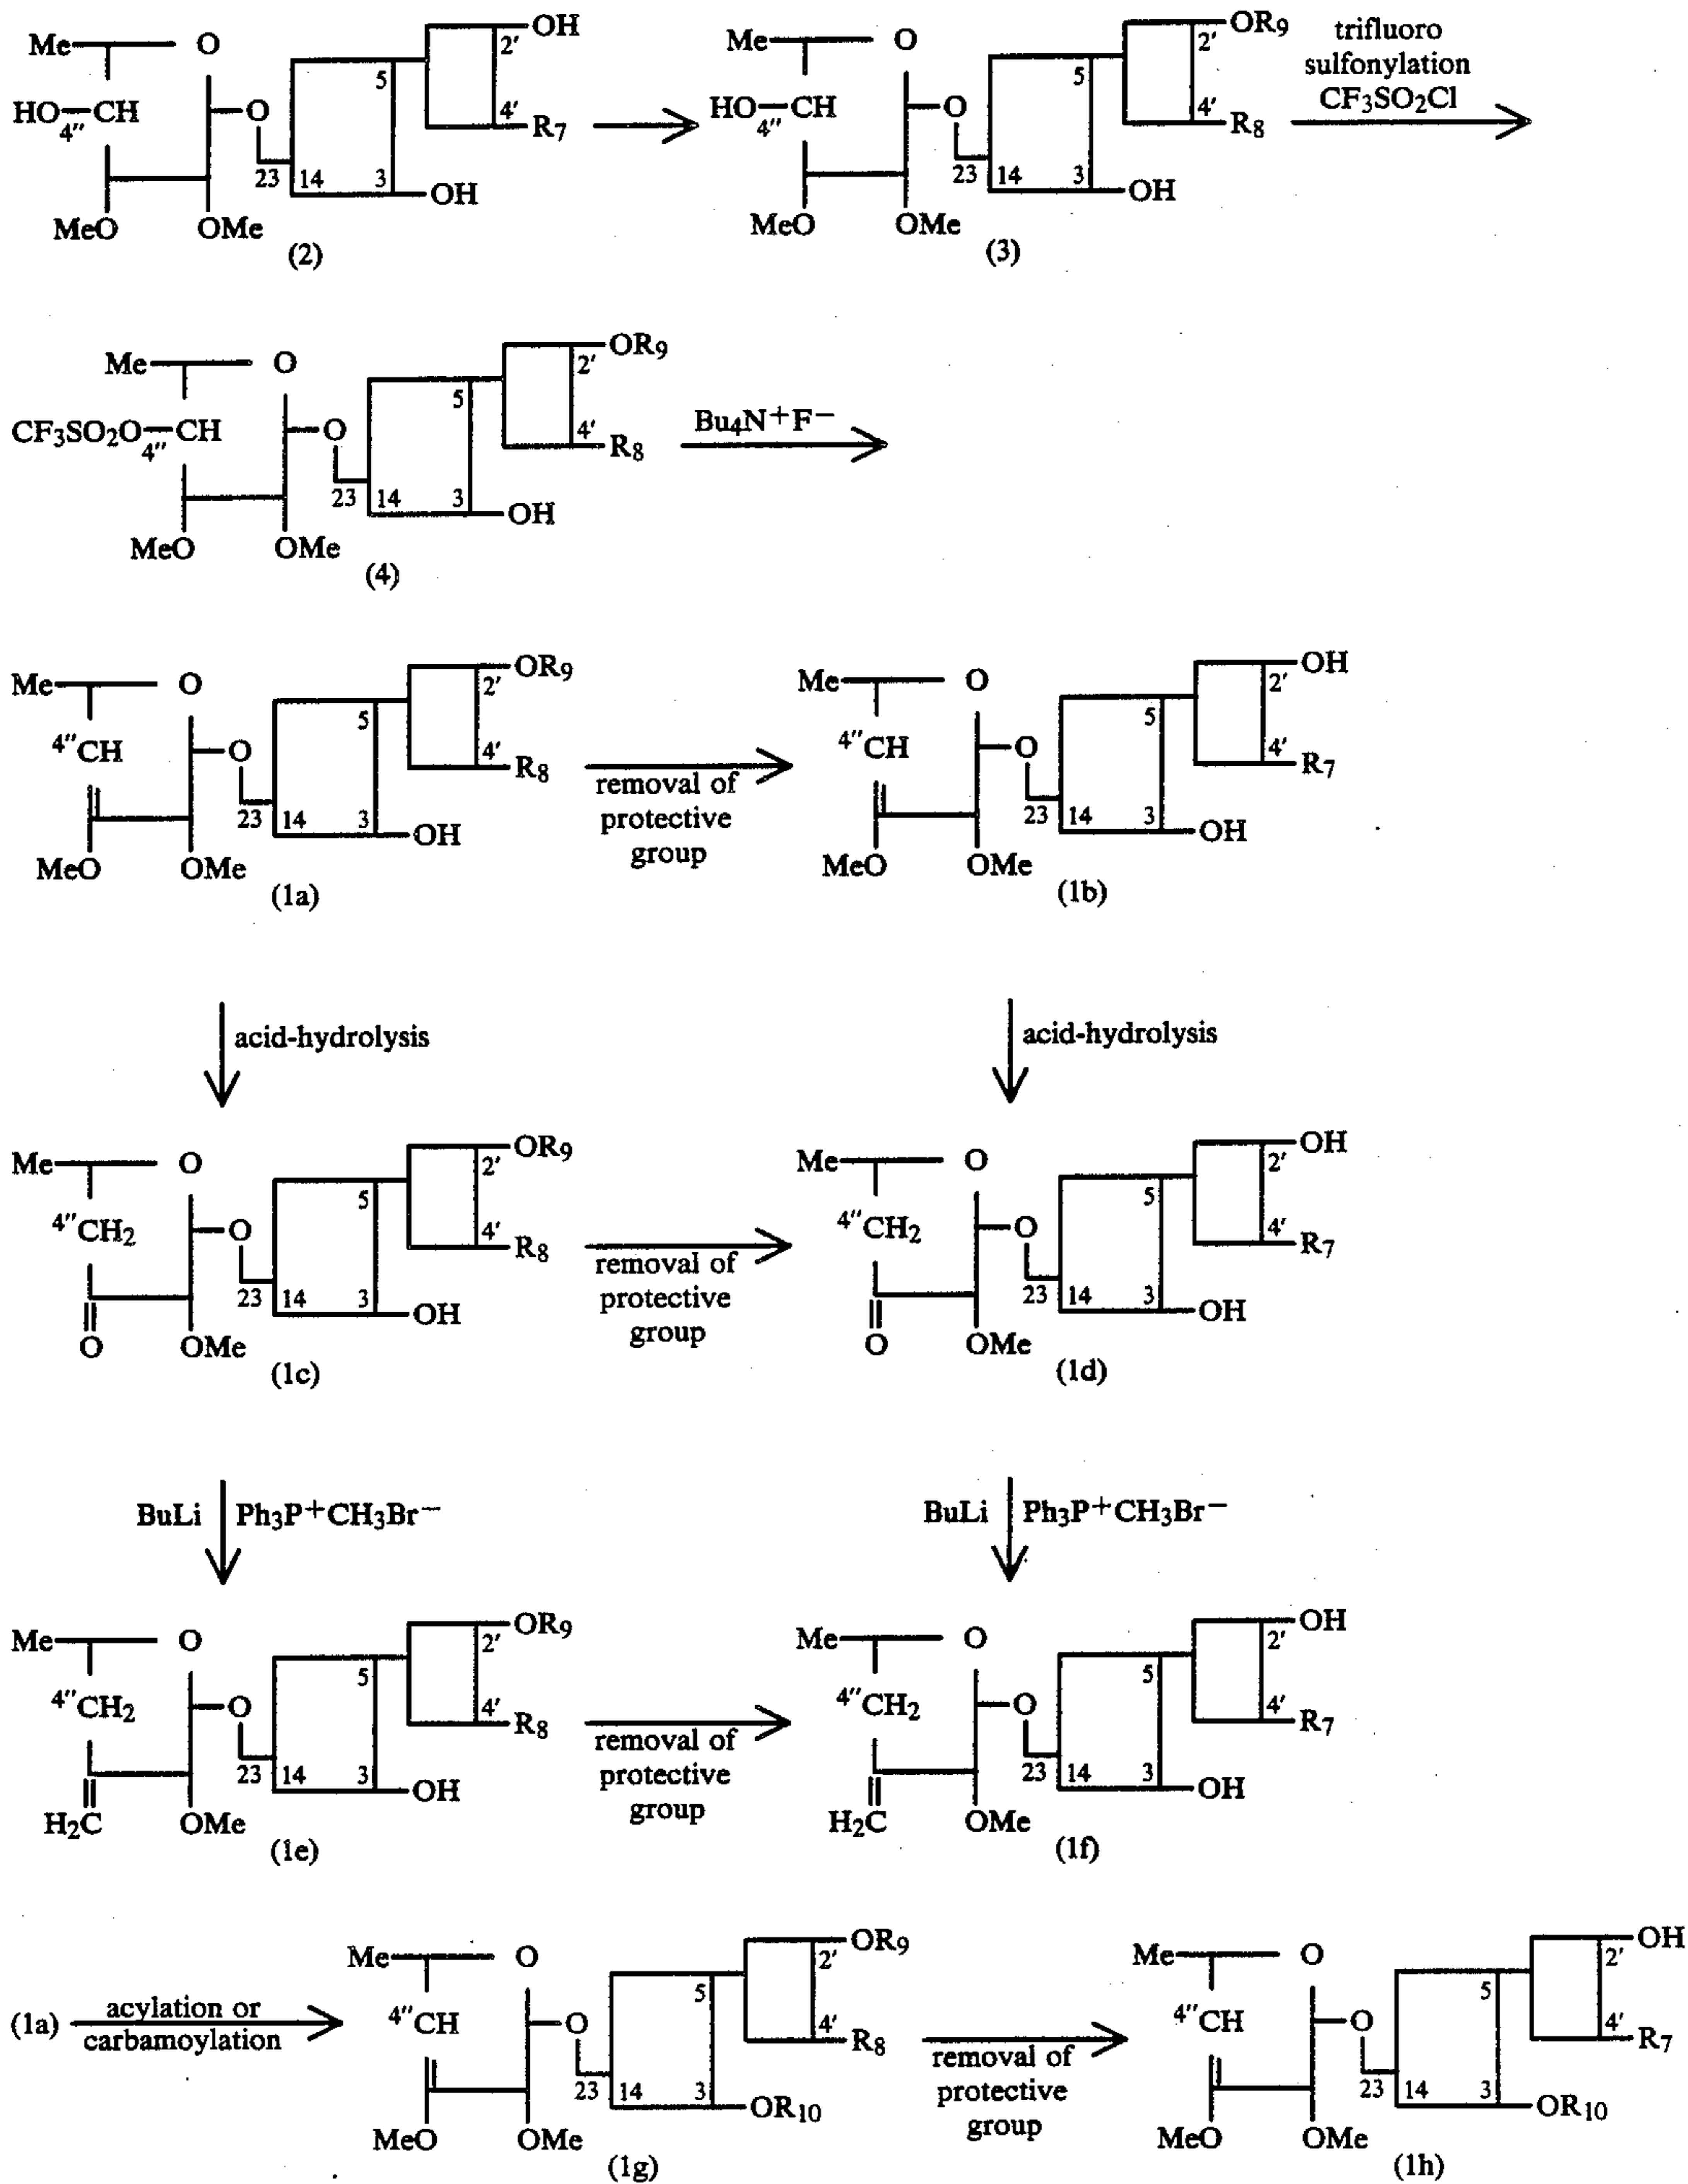 Me O OH
2′
5
HO—CH O 4′
4″ R7
23 14 3 OH
MeO OMe
(2)
Me O OR9
2′
5
HO—CH O 4′
4″ R8
23 14 3 OH
MeO OMe
(3)
trifluoro
sulfonylation
CF3SO2Cl
Me O OR9
2′
5
CF3SO2O—CH O 4′
4″ R8
23 14 3 OH
MeO OMe
(4)
Bu4N+F−
Me O OR9
2′
5
4″CH O 4′
R8
23 14 3 OH
MeO OMe
(1a)
removal of
protective
group
Me O OH
2′
5
4″CH O 4′
R7
23 14 3 OH
MeO OMe
(1b)
acid-hydrolysis
acid-hydrolysis
Me O OR9
2′
5
4″CH2 O 4′
R8
23 14 3 OH
O OMe
(1c)
removal of
protective
group
Me O OH
2′
5
4″CH2 O 4′
R7
23 14 3 OH
O OMe
(1d)
BuLi Ph3P+CH3Br−
BuLi Ph3P+CH3Br−
Me O OR9
2′
5
4″CH2 O 4′
R8
23 14 3 OH
H2C OMe
(1e)
removal of
protective
group
Me O OH
2′
5
4″CH2 O 4′
R7
23 14 3 OH
H2C OMe
(1f)
(1a)
acylation or
carbamoylation
Me O OR9
2′
5
4″CH O 4′
R8
23 14 3 OR10
MeO OMe
(1g)
removal of
protective
group
Me O OH
2′
5
4″CH O 4′
R7
23 14 3 OR10
MeO OMe
(1h)